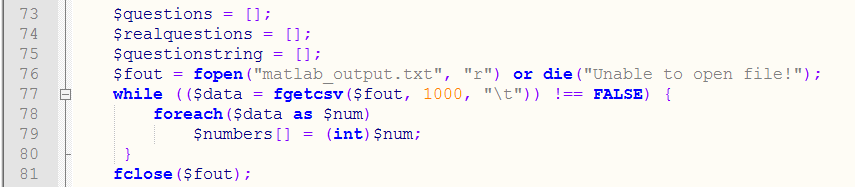 73 $questions = [];
74 $realquestions = [];
75 $questionstring = [];
76 $fout = fopen("matlab_output.txt", "r") or die("Unable to open file!");
77 while (($data = fgetcsv($fout, 1000, "\t")) !== FALSE) {
78 foreach($data as $num)
79 $numbers[] = (int)$num;
80 }
81 fclose($fout);